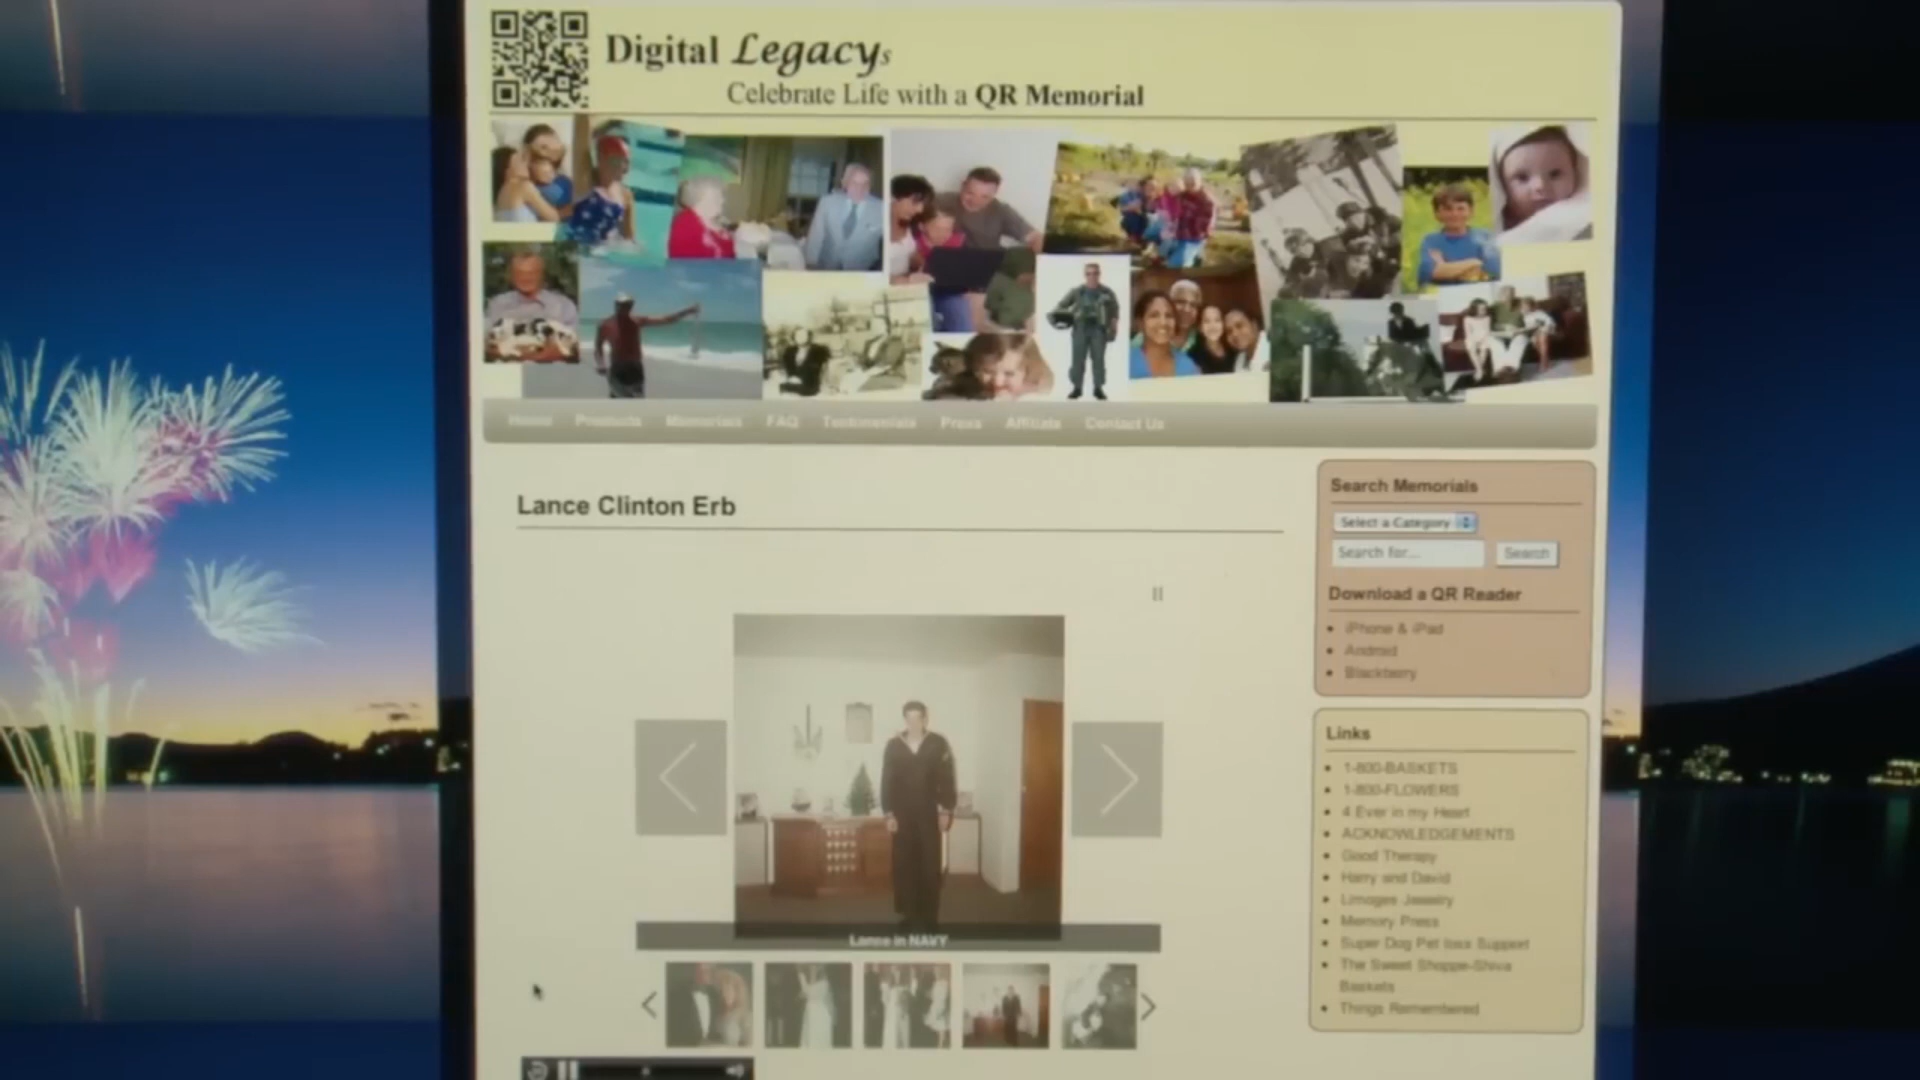 Digital Legacys
Celebrate Life with a QR Memorial
Home Products Memorials FAQ Testimonials Press Affiliate Contact Us
Lance Clinton Erb
Lance in NAVY
Search Memorials
Select a Category
Search for...
Search
Download a QR Reader
iPhone & iPad
Android
Blackberry
Links
1-800-BASKETS
1-800-FLOWERS
4 Ever in my Heart
ACKNOWLEDGEMENTS
Good Therapy
Harry and David
Limoges Jewelry
Memory Press
Super Dog Pet loss Support
The Sweet Shoppe-Shiva
Baskets
Things Remembered